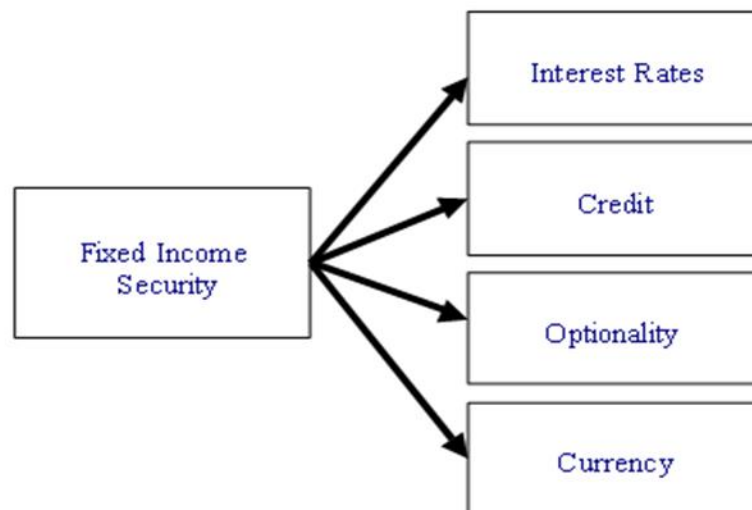 Interest Rates
Credit
Fixed Income
Security
Optionality
Currency